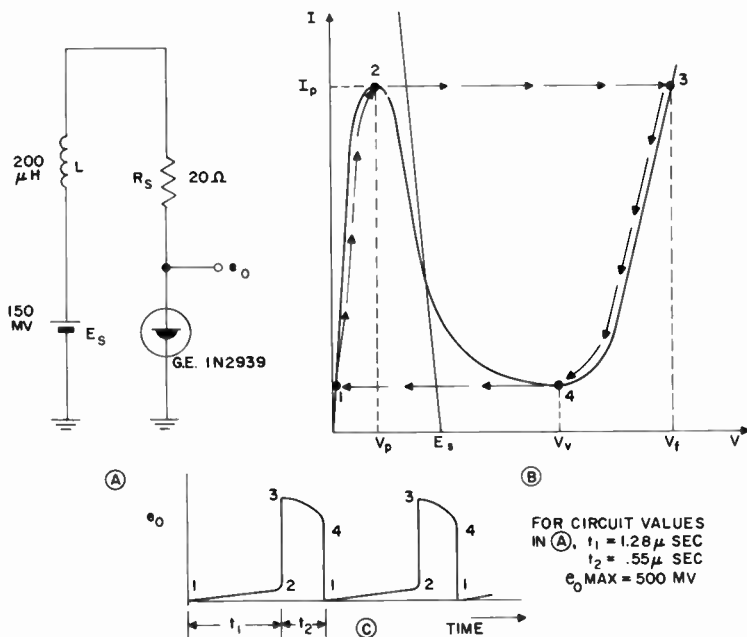 200
μH
L
R_S
20Ω
e_o
150
MV
E_S
G.E. 1N2939
A
I
I_p
2
3
1
4
V_p
E_s
V_v
V_f
V
B
e_o
3
4
1
2
1
3
4
2
1
t_1
t_2
C
TIME
FOR CIRCUIT VALUES
IN A, t_1 = 1.28 μ SEC
t_2 = .55 μ SEC
e_o MAX = 500 MV